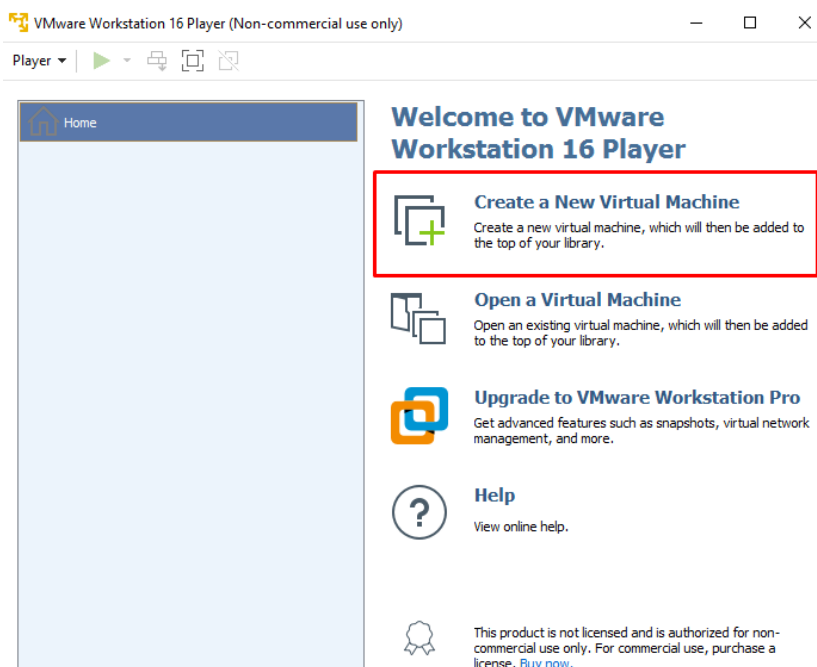 VMware Workstation 16 Player (Non-commercial use only)
Player
Home
Welcome to VMware
Workstation 16 Player
Create a New Virtual Machine
Create a new virtual machine, which will then be added to
the top of your library.
Open a Virtual Machine
Open an existing virtual machine, which will then be added
to the top of your library.
Upgrade to VMware Workstation Pro
Get advanced features such as snapshots, virtual network
management, and more.
?
Help
View online help.
This product is not licensed and is authorized for non-
commercial use only. For commercial use, purchase a
license. Buy now.